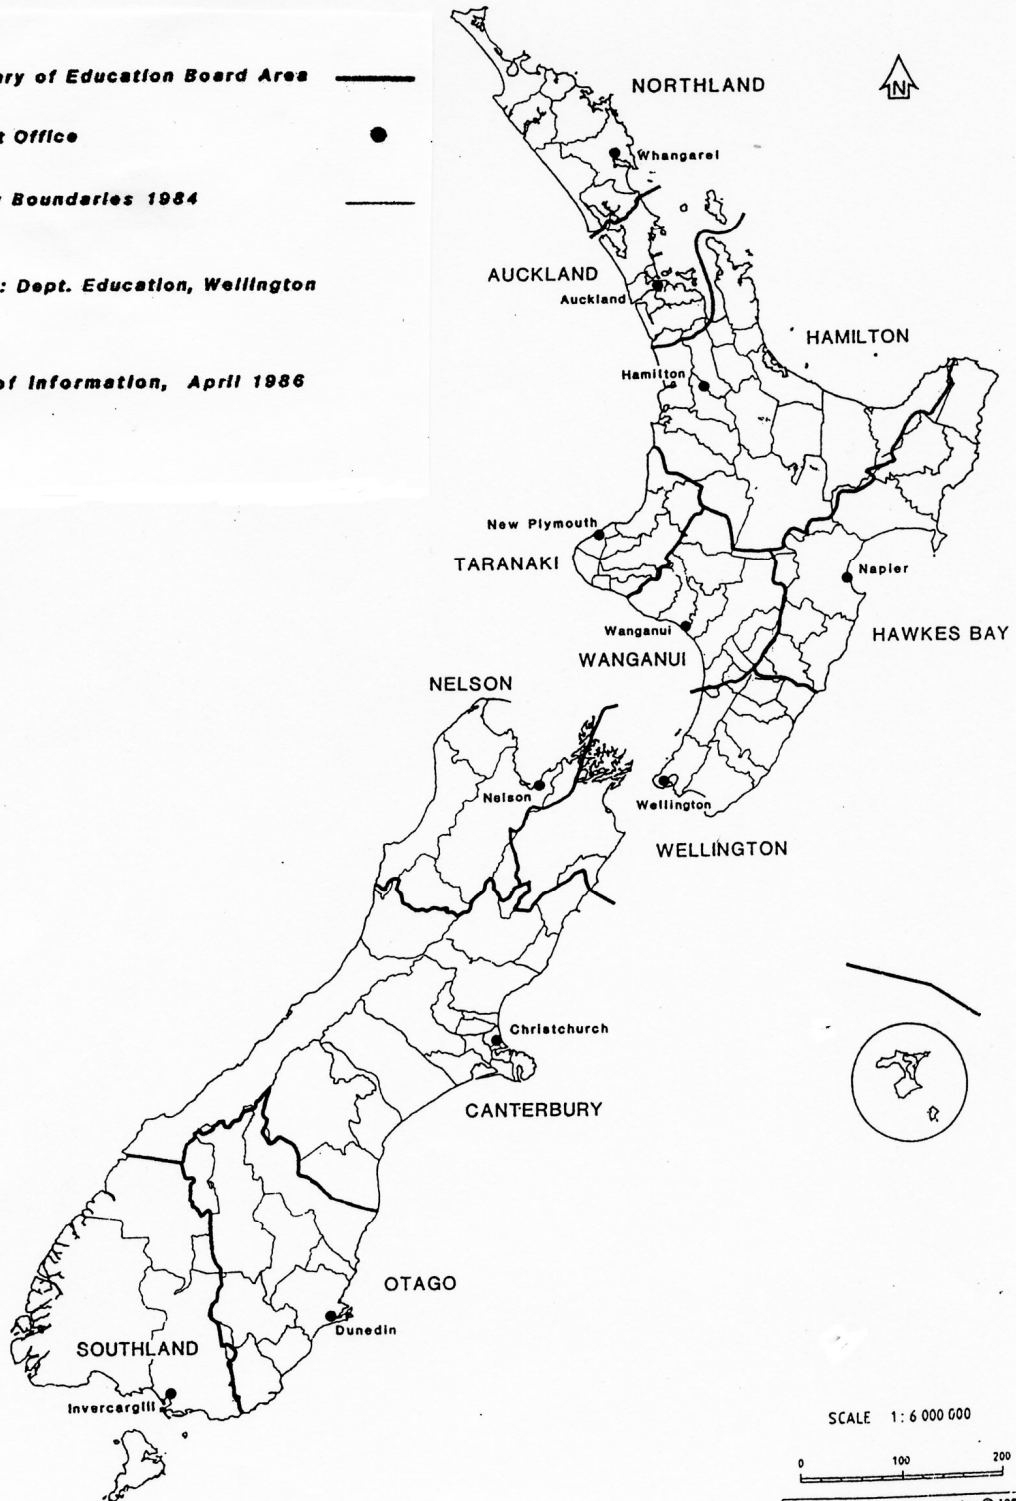 ry of Education Board Area
t Office
Boundaries 1984
: Dept. Education, Wellington
of Information, April 1986
N
NORTHLAND
Whangarei
AUCKLAND
Auckland
HAMILTON
Hamilton
New Plymouth
TARANAKI
Napier
Wanganui
HAWKES BAY
WANGANUI
NELSON
Nelson
Wellington
WELLINGTON
Christchurch
CANTERBURY
OTAGO
Dunedin
SOUTHLAND
Invercargill
SCALE 1:6 000 000
0 100 200